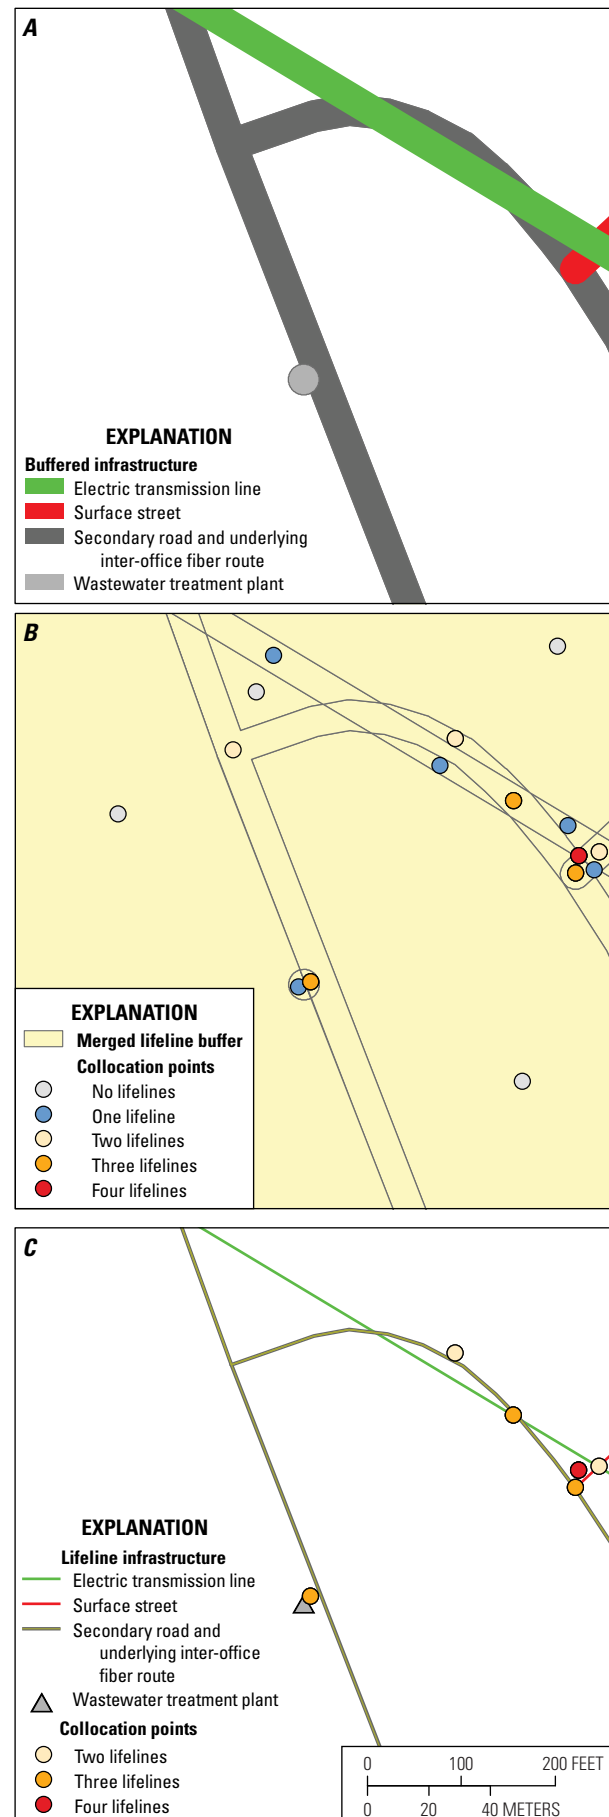 A
EXPLANATION
Buffered infrastructure
Electric transmission line
Surface street
Secondary road and underlying
inter-office fiber route
Wastewater treatment plant
B
EXPLANATION
Merged lifeline buffer
Collocation points
No lifelines
One lifeline
Two lifelines
Three lifelines
Four lifelines
C
EXPLANATION
Lifeline infrastructure
Electric transmission line
Surface street
Secondary road and
underlying inter-office
fiber route
Wastewater treatment plant
Collocation points
Two lifelines
Three lifelines
Four lifelines
0 100 200 FEET
0 20 40 METERS